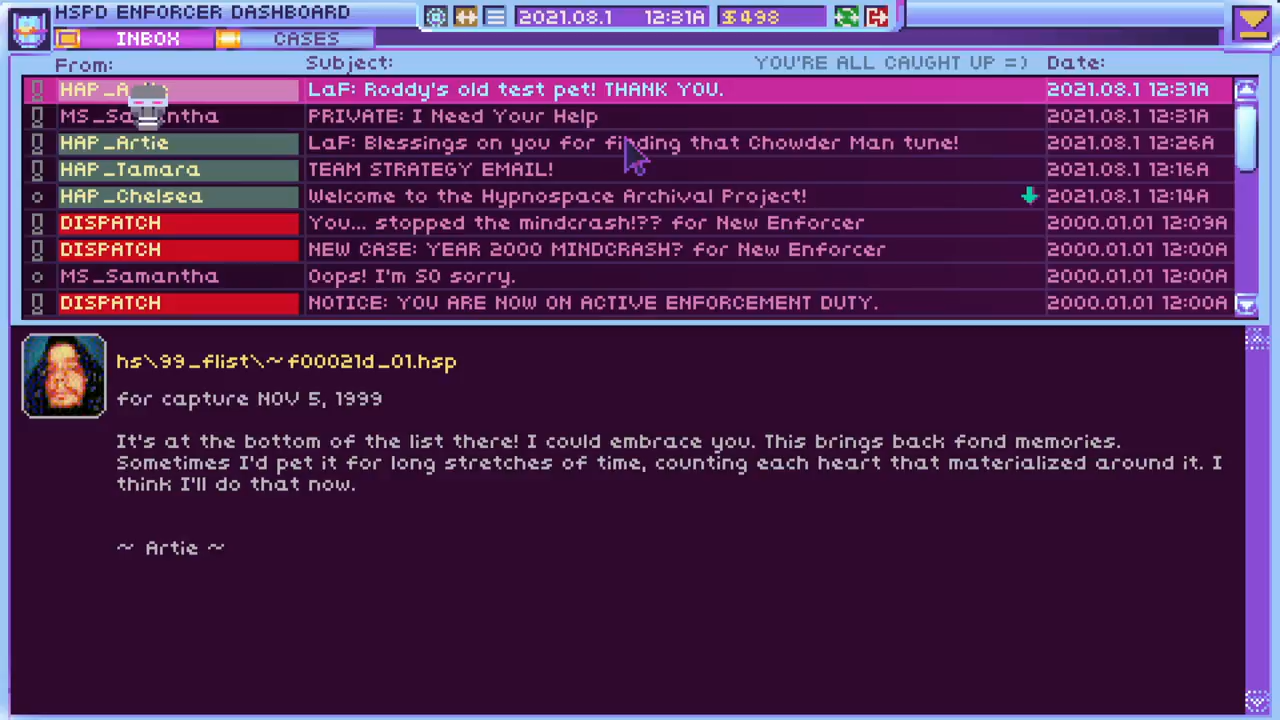 HSPD ENFORCER DASHBOARD
2021.08.1 12:31A
498
INBOX
CASES
From:
Subject:
YOU'RE ALL CAUGHT UP =)
Date:
LaF: Roddy's old test pet! THANK YOU.
2021.08.1 12:31A
PRIVATE: I Need Your Help
2021.08.1 12:31A
HAP_Artie
LaF: Blessings on you for finding that Chowder Man tune!
2021.08.1 12:26A
HAP_Tamara
TEAM STRATEGY EMAIL!
2021.08.1 12:16A
HAP_Chelsea
Welcome to the Hypnospace Archival Project!
2021.08.1 12:14A
DISPATCH
You... stopped the mindcrash!?? for New Enforcer
2000.01.01 12:09A
DISPATCH
NEW CASE: YEAR 2000 MINDCRASH? for New Enforcer
2000.01.01 12:00A
MS_Samantha
Oops! I'm SO sorry.
2000.01.01 12:00A
DISPATCH
NOTICE: YOU ARE NOW ON ACTIVE ENFORCEMENT DUTY.
2000.01.01 12:00A
hs\99_flist\~f00021d_01.hsp
for capture NOV 5, 1999
It's at the bottom of the list there! I could embrace you. This brings back fond memories.
Sometimes I'd pet it for long stretches of time, counting each heart that materialized around it. I
think I'll do that now.
~ Artie ~